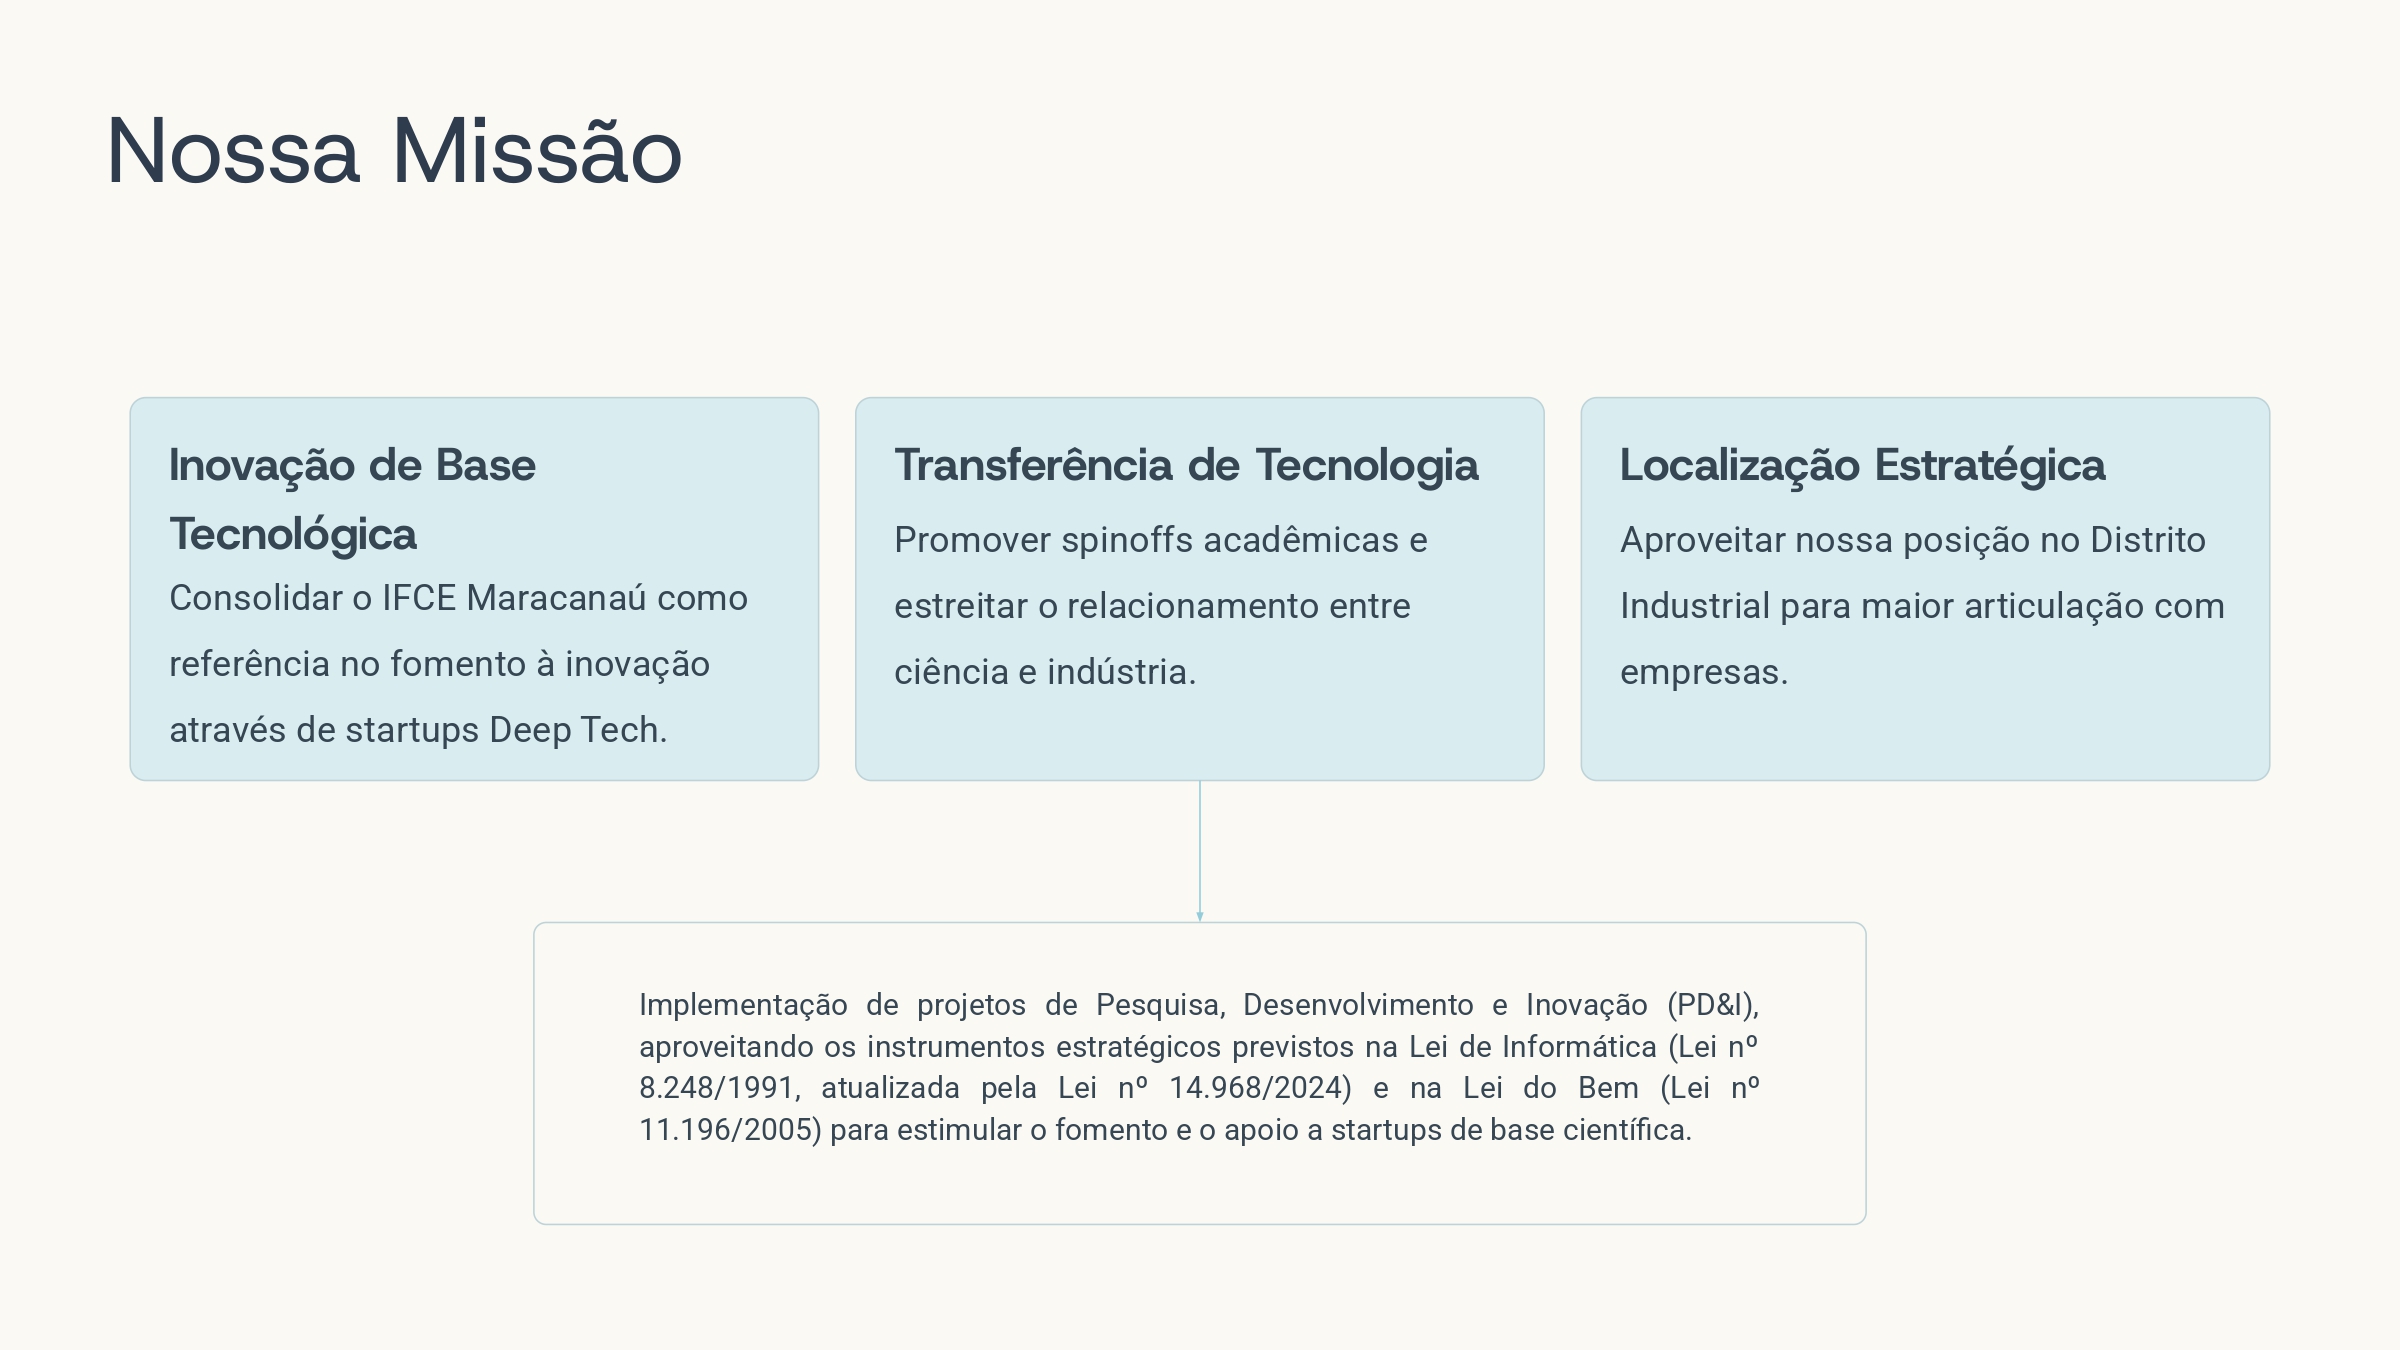 Nossa Missão
Inovação de Base
Tecnológica
Consolidar o IFCE Maracanaú como
referência no fomento à inovação
através de startups Deep Tech.
Transferência de Tecnologia
Promover spinoffs acadêmicas e
estreitar o relacionamento entre
ciência e indústria.
Localização Estratégica
Aproveitar nossa posição no Distrito
Industrial para maior articulação com
empresas.
Implementação de projetos de Pesquisa, Desenvolvimento e Inovação (PD&I),
aproveitando os instrumentos estratégicos previstos na Lei de Informática (Lei nº
8.248/1991, atualizada pela Lei nº 14.968/2024) e na Lei do Bem (Lei nº
11.196/2005) para estimular o fomento e o apoio a startups de base científica.